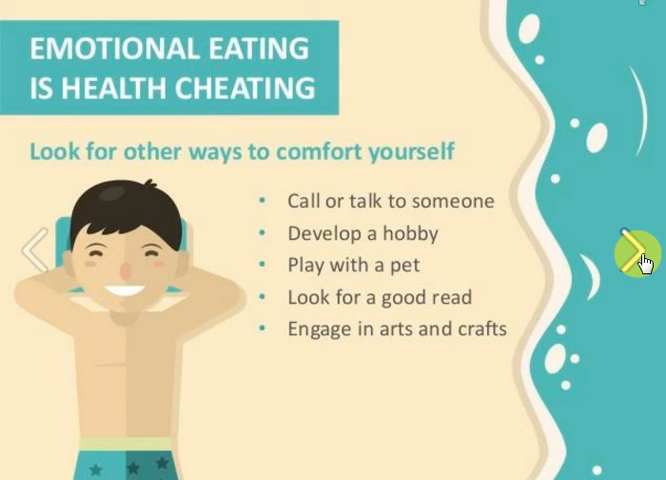 EMOTIONAL EATING
IS HEALTH CHEATING
Look for other ways to comfort yourself
• Call or talk to someone
• Develop a hobby
• Play with a pet
• Look for a good read
• Engage in arts and crafts